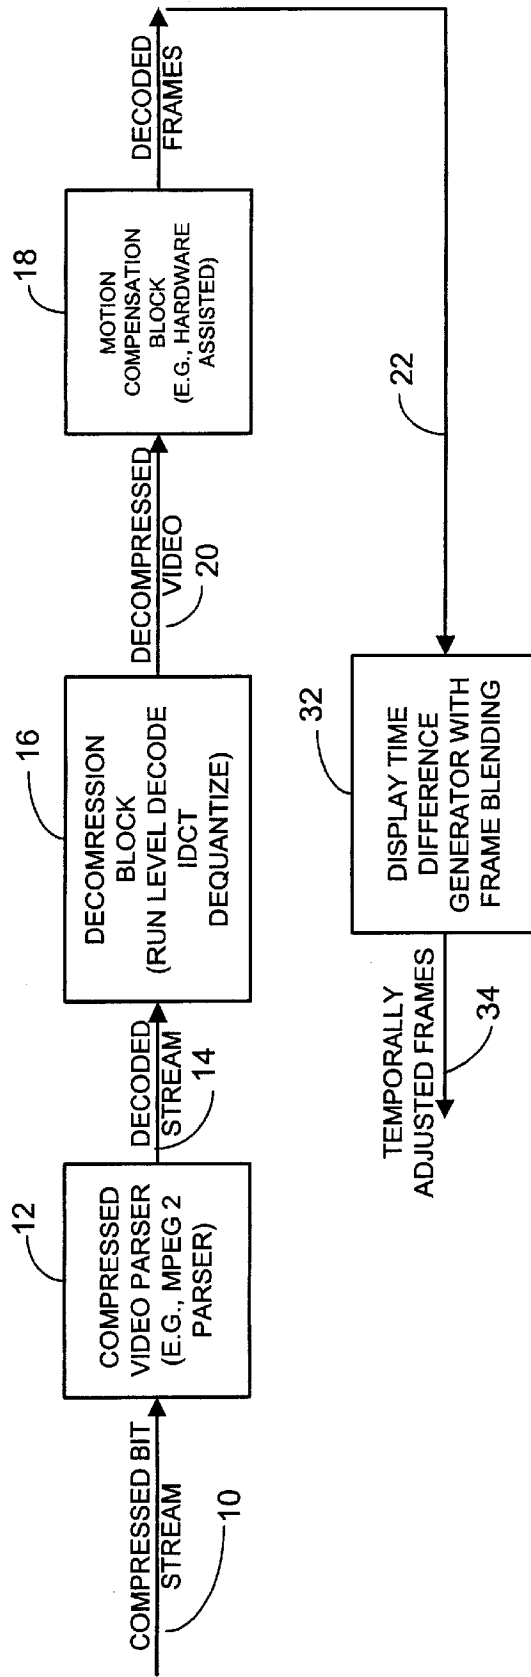 COMPRESSED BIT
STREAM
10
12
COMPRESSED
VIDEO PARSER
(E.G., MPEG 2
PARSER)
DECODED
STREAM
14
16
DECOMRESSION
BLOCK
(RUN LEVEL DECODE
IDCT
DEQUANTIZE)
DECOMPRESSED
VIDEO
20
18
MOTION
COMPENSATION
BLOCK
(E.G., HARDWARE
ASSISTED)
DECODED
FRAMES
22
32
DISPLAY TIME
DIFFERENCE
GENERATOR WITH
FRAME BLENDING
TEMPORALLY
ADJUSTED FRAMES
34